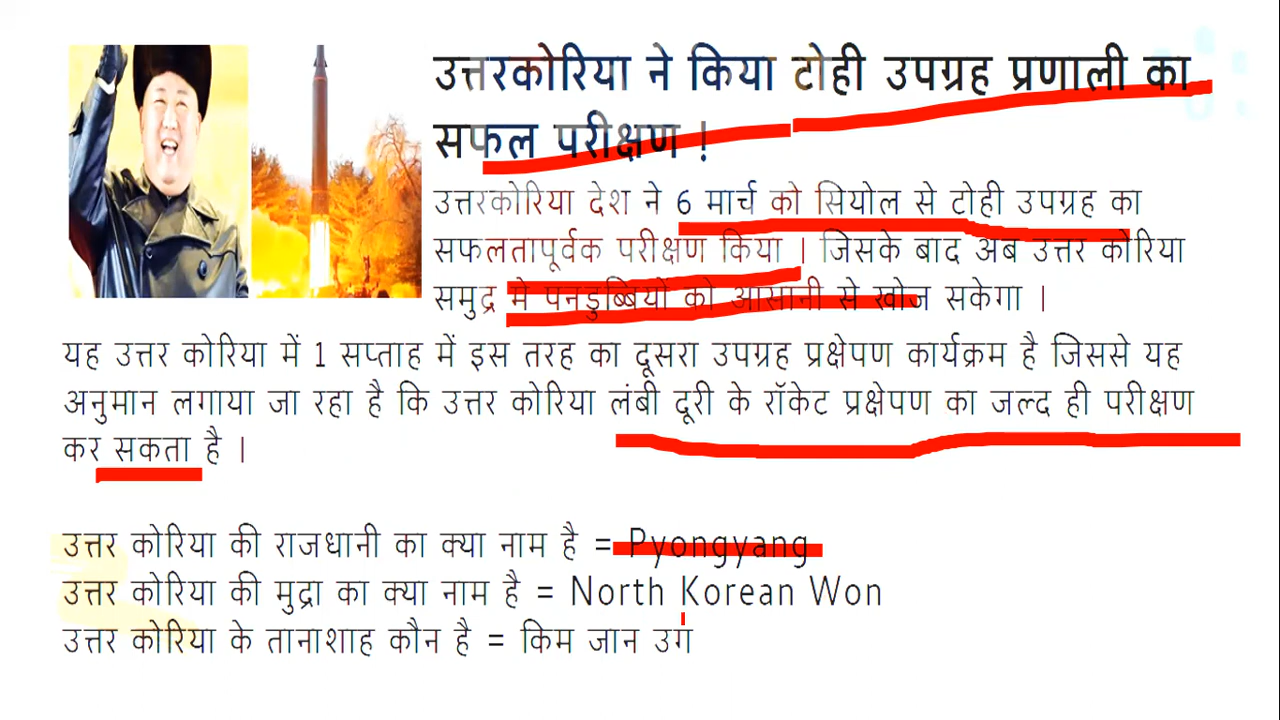 उत्तरकोरिया ने किया टोही उपग्रह प्रणाली का
सफल परीक्षण !
उत्तरकोरिया देश ने 6 मार्च को सियोल से टोही उपग्रह का
सफलतापूर्वक परीक्षण किया | जिसके बाद अब उत्तर कोरिया
समुद्र मे पनडुब्बियों को आसानी से खोज सकेगा |
यह उत्तर कोरिया में 1 सप्ताह में इस तरह का दूसरा उपग्रह प्रक्षेपण कार्यक्रम है जिससे यह
अनुमान लगाया जा रहा है कि उत्तर कोरिया लंबी दूरी के रॉकेट प्रक्षेपण का जल्द ही परीक्षण
कर सकता है |
उत्तर कोरिया की राजधानी का क्या नाम है = Pyongyang
उत्तर कोरिया की मुद्रा का क्या नाम है = North Korean Won
उत्तर कोरिया के तानाशाह कौन है = किम जान उग